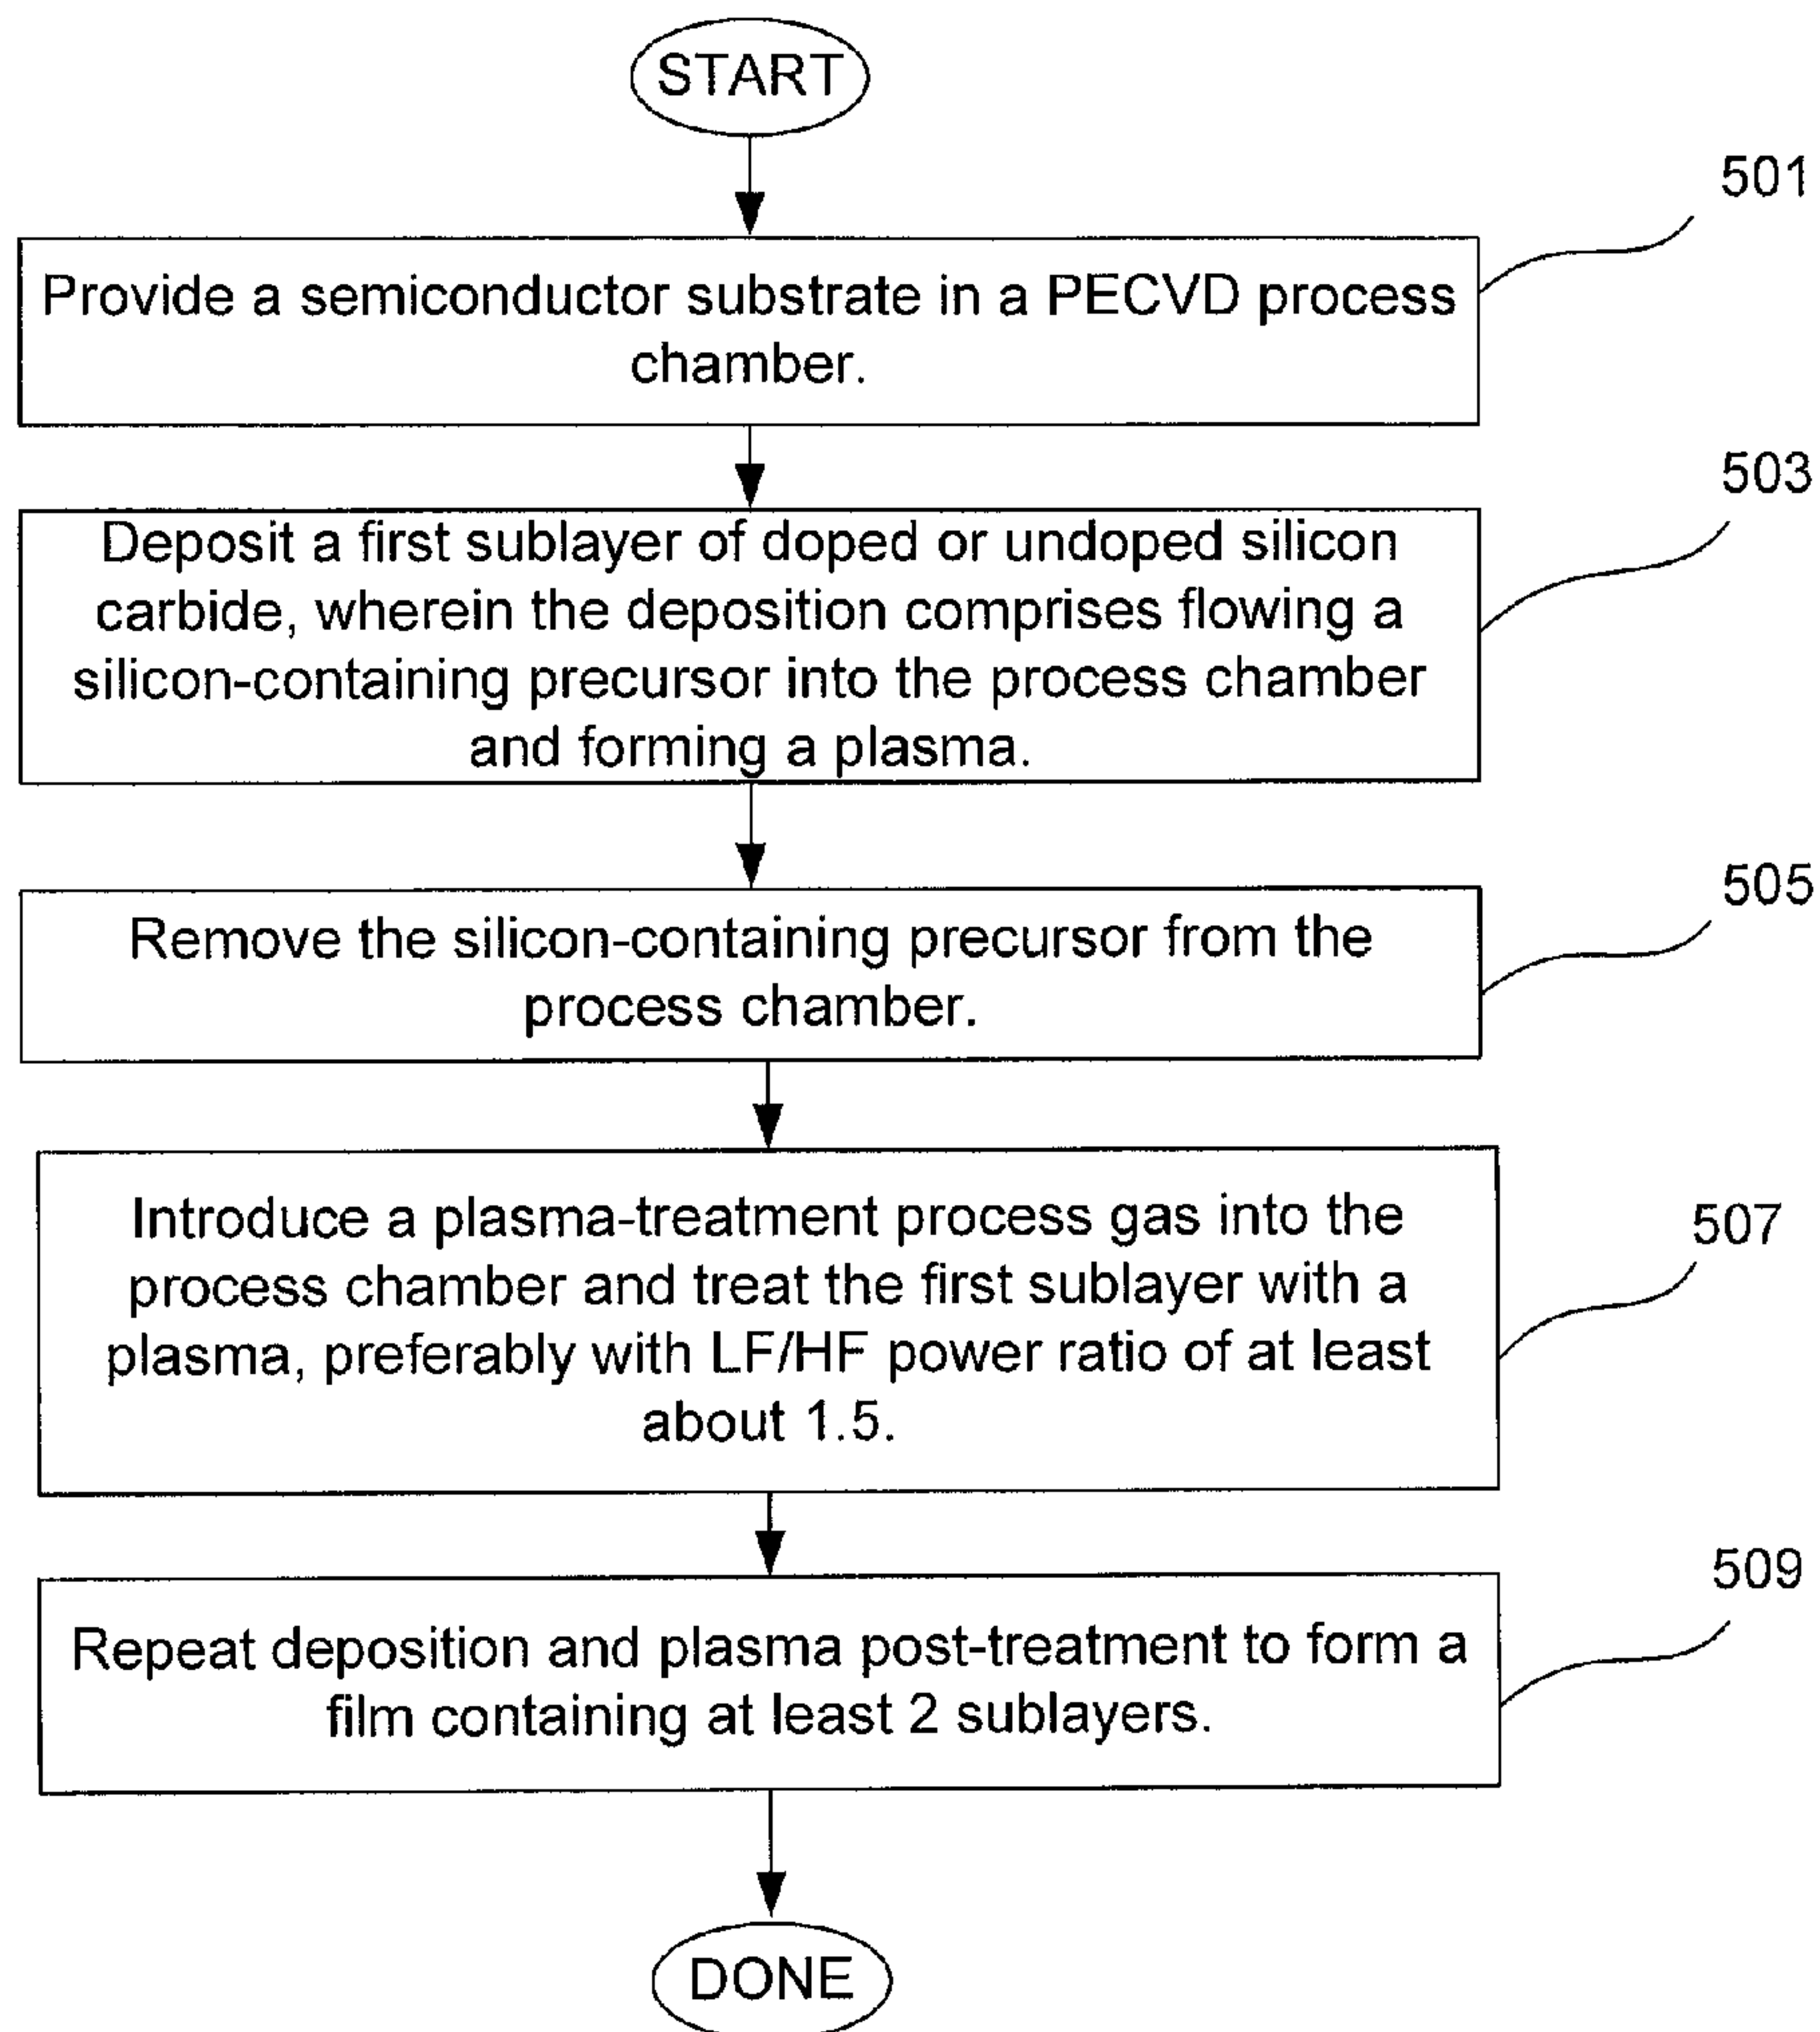 START
501
Provide a semiconductor substrate in a PECVD process
chamber.
503
Deposit a first sublayer of doped or undoped silicon
carbide, wherein the deposition comprises flowing a
silicon-containing precursor into the process chamber
and forming a plasma.
505
Remove the silicon-containing precursor from the
process chamber.
507
Introduce a plasma-treatment process gas into the
process chamber and treat the first sublayer with a
plasma, preferably with LF/HF power ratio of at least
about 1.5.
509
Repeat deposition and plasma post-treatment to form a
film containing at least 2 sublayers.
DONE